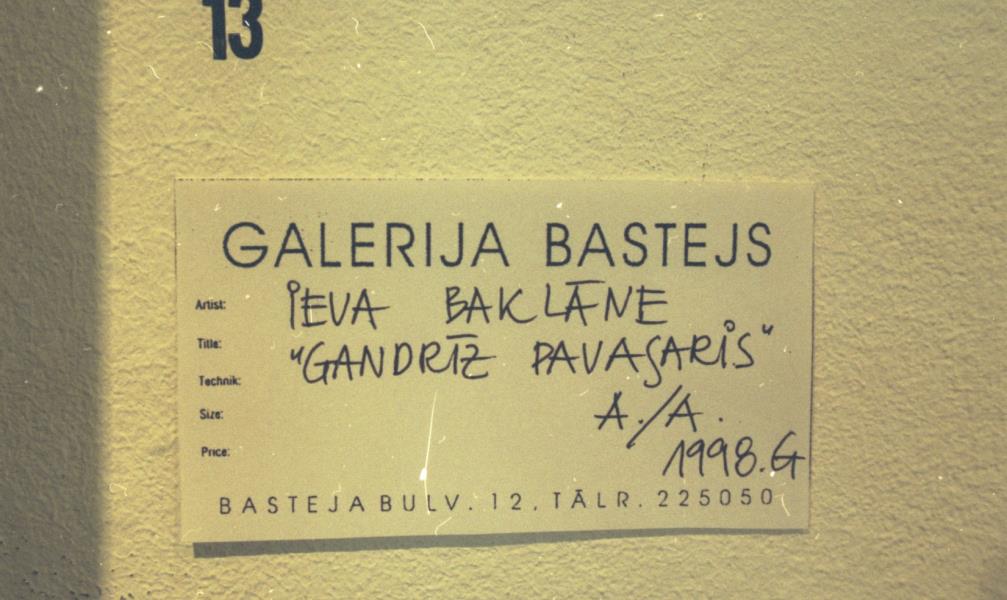 13
GALERIJA BASTEJS
Artist: IEVA BAKLĀNE
Title: "GANDRĪZ PAVASARIS"
Technik: A./A.
Size:
Price: 1998.G
BASTEJA BULV. 12, TĀLR. 225050